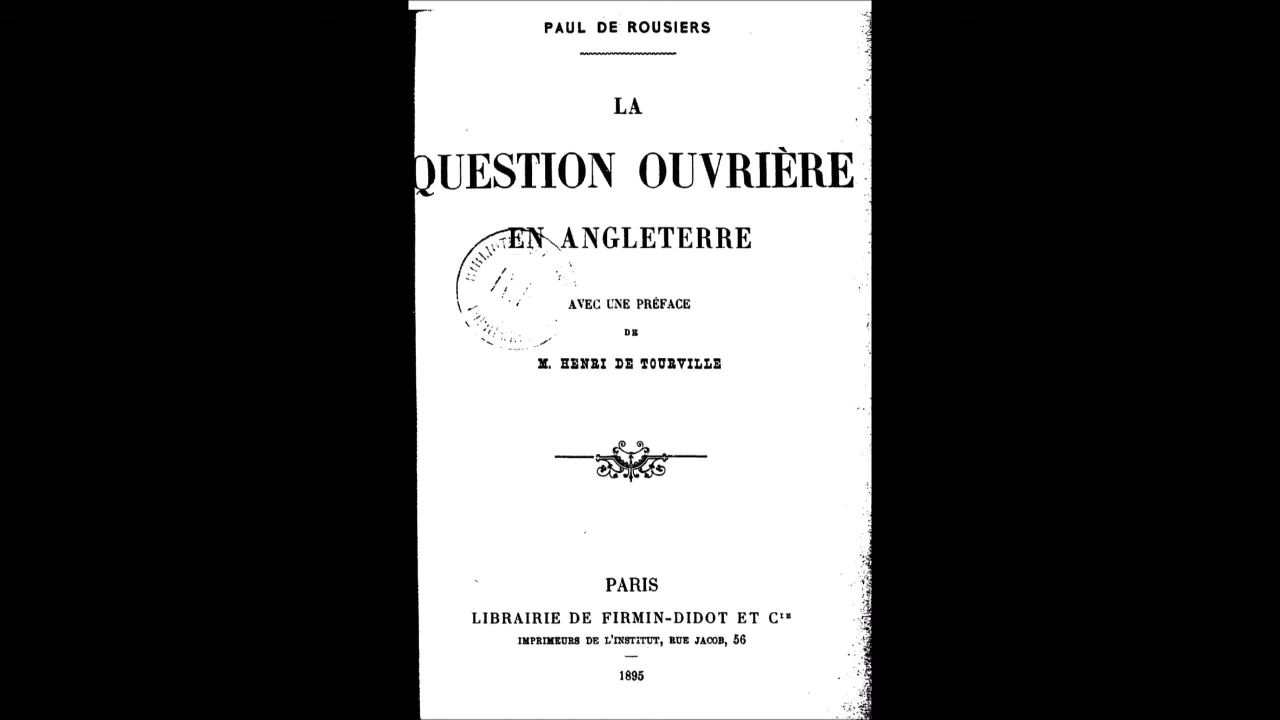 PAUL DE ROUSIERS
LA
QUESTION OUVRIÈRE
EN ANGLETERRE
AVEC UNE PRÉFACE
DE
M. HENRI DE TOURVILLE
PARIS
LIBRAIRIE DE FIRMIN-DIDOT ET Cie
IMPRIMEURS DE L'INSTITUT, RUE JACOB, 56
1895